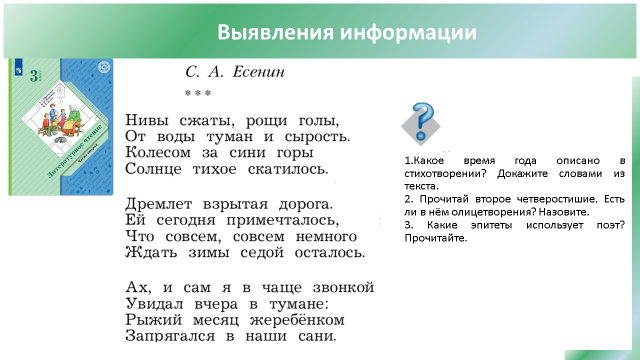 Выявления информации
3
Литературное чтение
С. А. Есенин
* * *
Нивы сжаты, рощи голы,
От воды туман и сырость.
Колесом за сини горы
Солнце тихое скатилось.
Дремлет взрытая дорога.
Ей сегодня примечталось,
Что совсем, совсем немного
Ждать зимы седой осталось.
Ах, и сам я в чаще звонкой
Увидал вчера в тумане:
Рыжий месяц жеребёнком
Запрягался в наши сани.
1.Какое время года описано в
стихотворении? Докажите словами из
текста.
2. Прочитай второе четверостишие. Есть
ли в нём олицетворения? Назовите.
3. Какие эпитеты использует поэт?
Прочитайте.